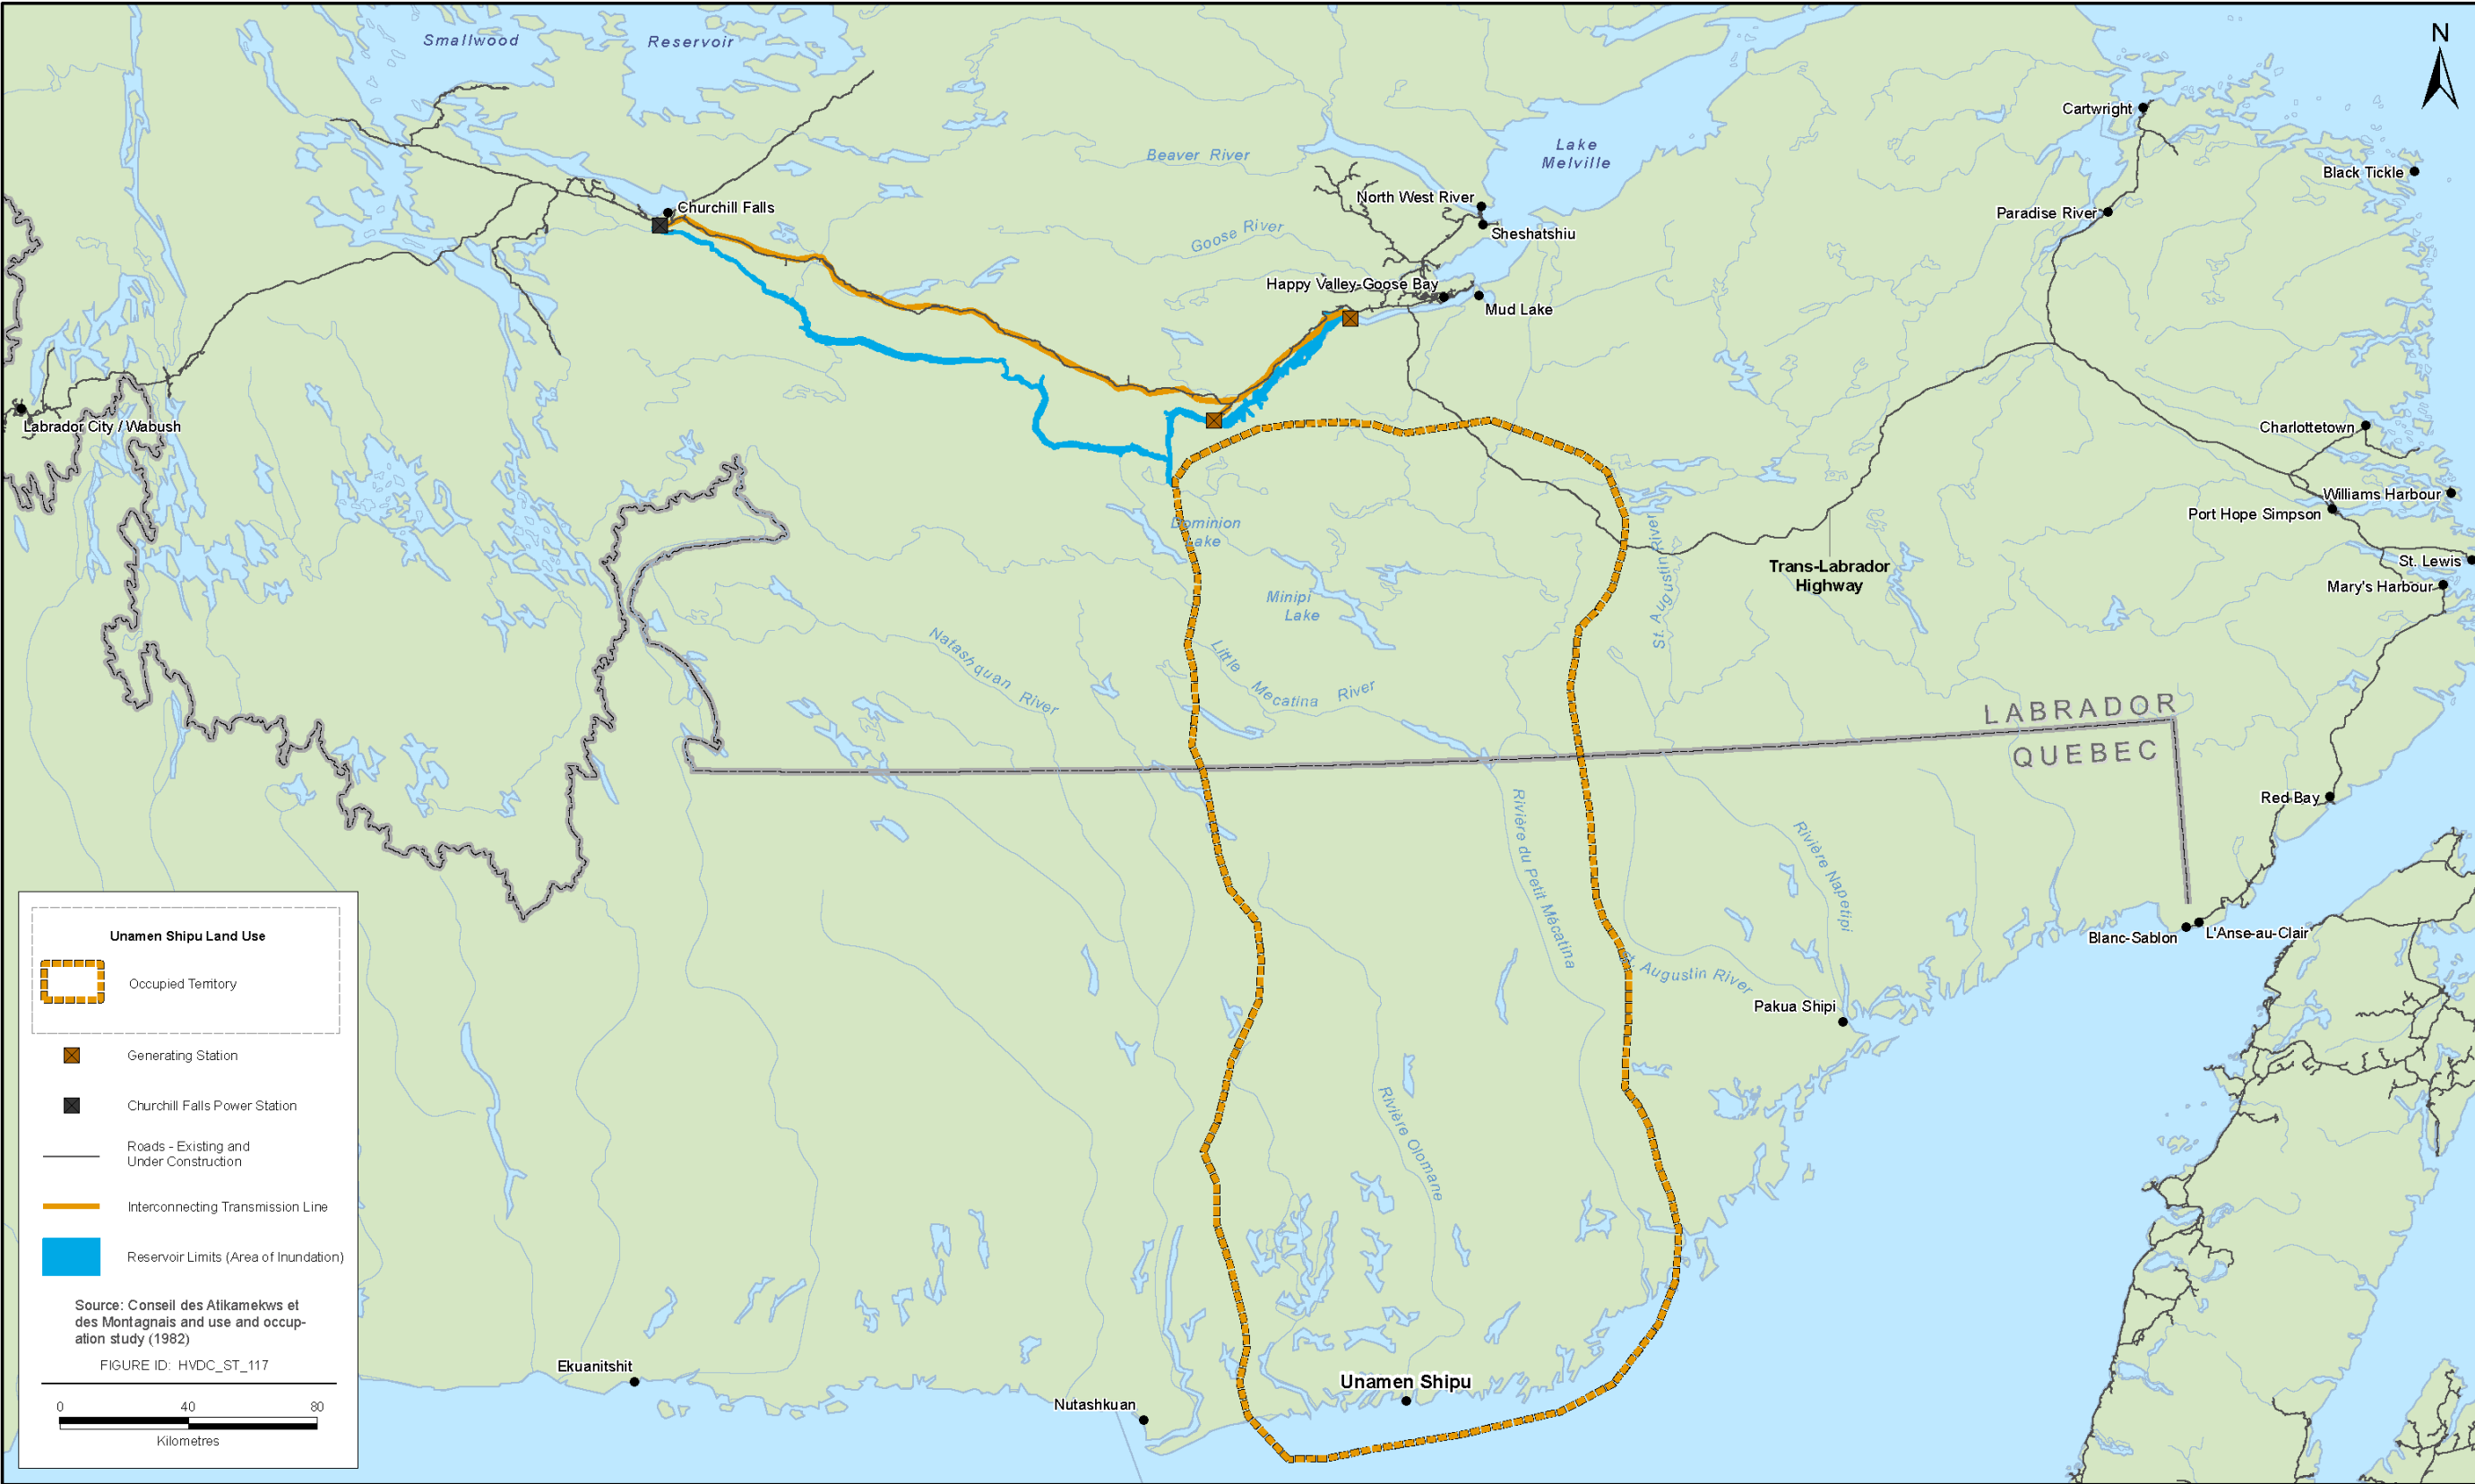 Smallwood
Reservoir
N
Cartwright
Lake
Melville
Beaver River
Black Tickle
North West River
Churchill Falls
Paradise River
Sheshatshiu
Goose River
Happy Valley-Goose Bay
Mud Lake
Labrador City / Wabush
Charlottetown
Williams Harbour
Port Hope Simpson
Dominion
Lake
St. Lewis
Trans-Labrador
Highway
Mary's Harbour
St. Augustin River
Minipi
Lake
Natashquan River
Little Mecatina River
LABRADOR
QUEBEC
Red Bay
Rivière du Petit Mécatina
Rivière Napetipi
Blanc-Sablon
L'Anse-au-Clair
St. Augustin River
Pakua Shipi
Rivière Olomane
Ekuanitshit
Nutashkuan
Unamen Shipu
Unamen Shipu Land Use
Occupied Territory
Generating Station
Churchill Falls Power Station
Roads - Existing and
Under Construction
Interconnecting Transmission Line
Reservoir Limits (Area of Inundation)
Source: Conseil des Atikamekws et
des Montagnais and use and occup-
ation study (1982)
FIGURE ID: HVDC_ST_117
0 40 80
Kilometres